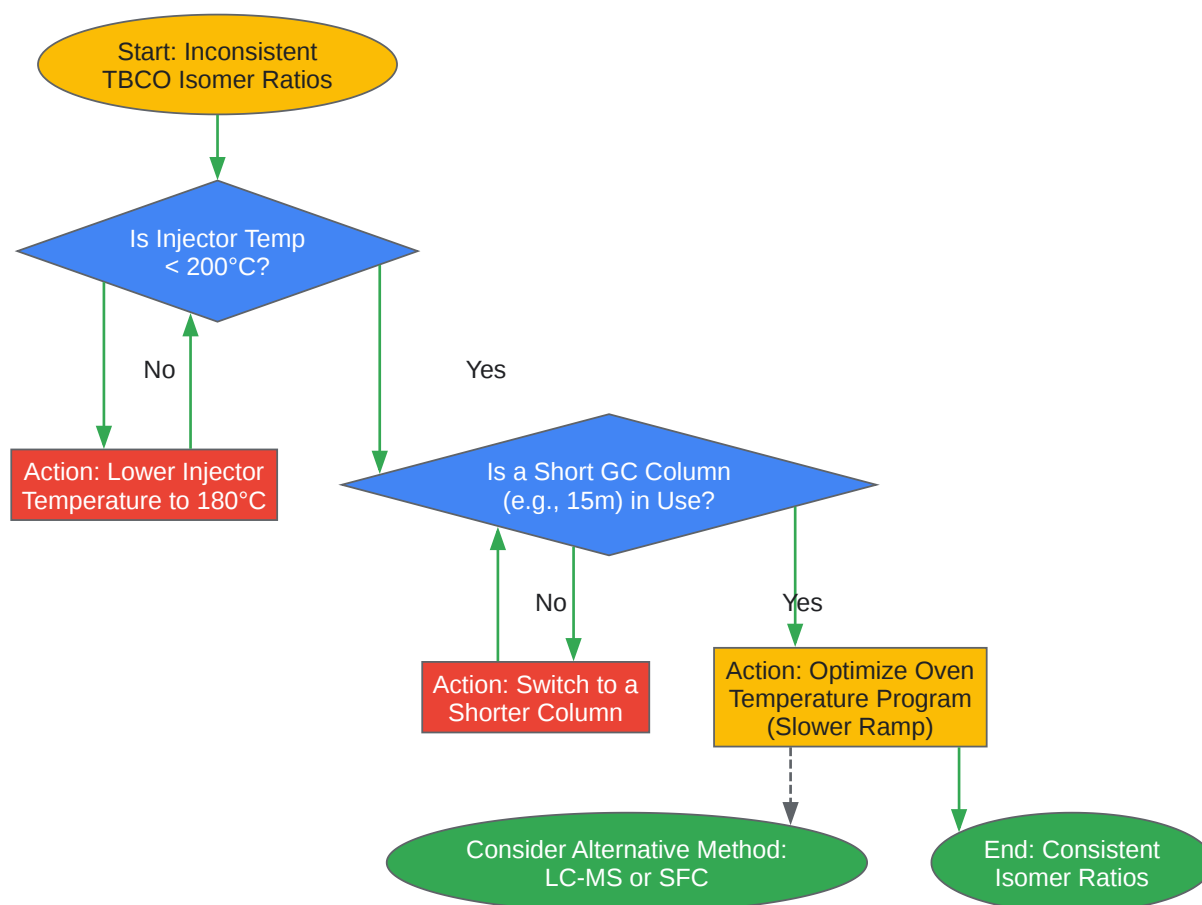 Start: Inconsistent
TBCO Isomer Ratios
Is Injector Temp
< 200°C?
No
Yes
Action: Lower Injector
Temperature to 180°C
Is a Short GC Column
(e.g., 15m) in Use?
No
Yes
Action: Switch to a
Shorter Column
Action: Optimize Oven
Temperature Program
(Slower Ramp)
Consider Alternative Method:
LC-MS or SFC
End: Consistent
Isomer Ratios